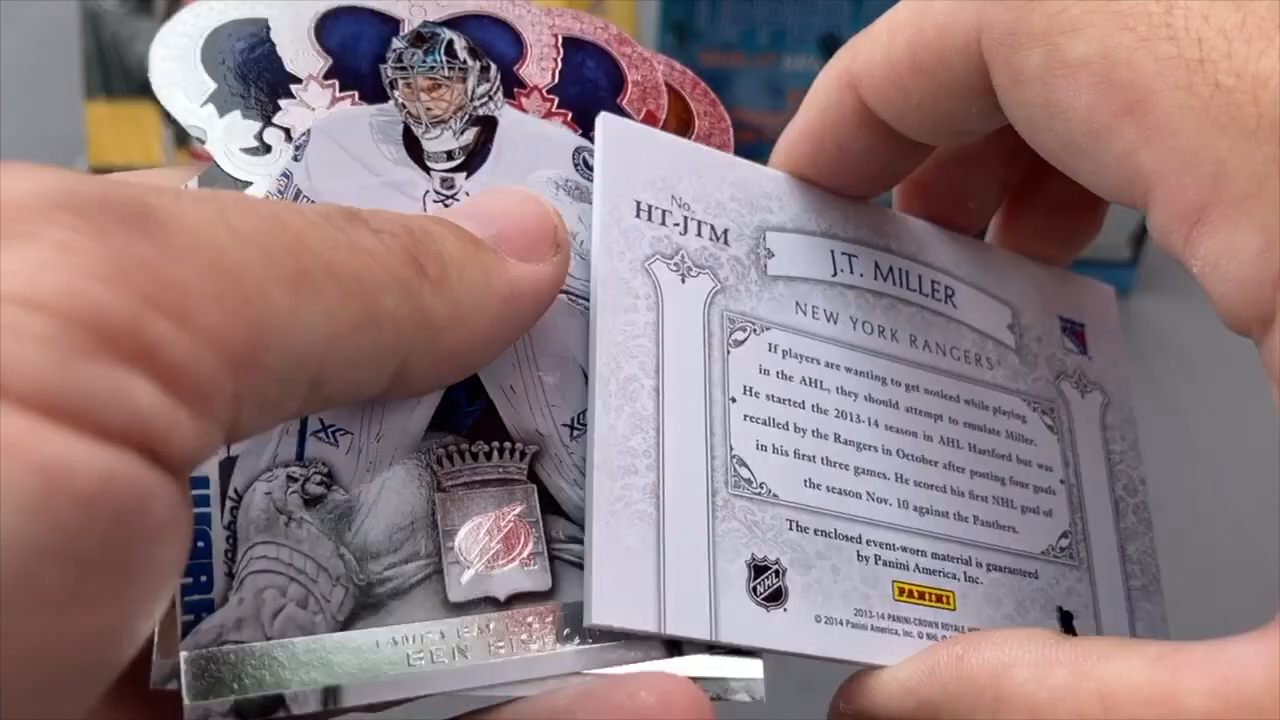 No.
HT-JTM
J.T. MILLER
NEW YORK RANGERS
If players are wanting to get noticed while playing
in the AHL, they should attempt to emulate Miller.
He started the 2013-14 season in AHL Hartford but was
recalled by the Rangers in October after posting four goals
in his first three games. He scored his first NHL goal of
the season Nov. 10 against the Panthers.
The enclosed event-worn material is guaranteed
by Panini America, Inc.
NHL
PANINI
2013-14 PANINI-CROWN ROYALE
© 2014 Panini America, Inc. © NHL
TAMPA BAY
BEN
Reebok